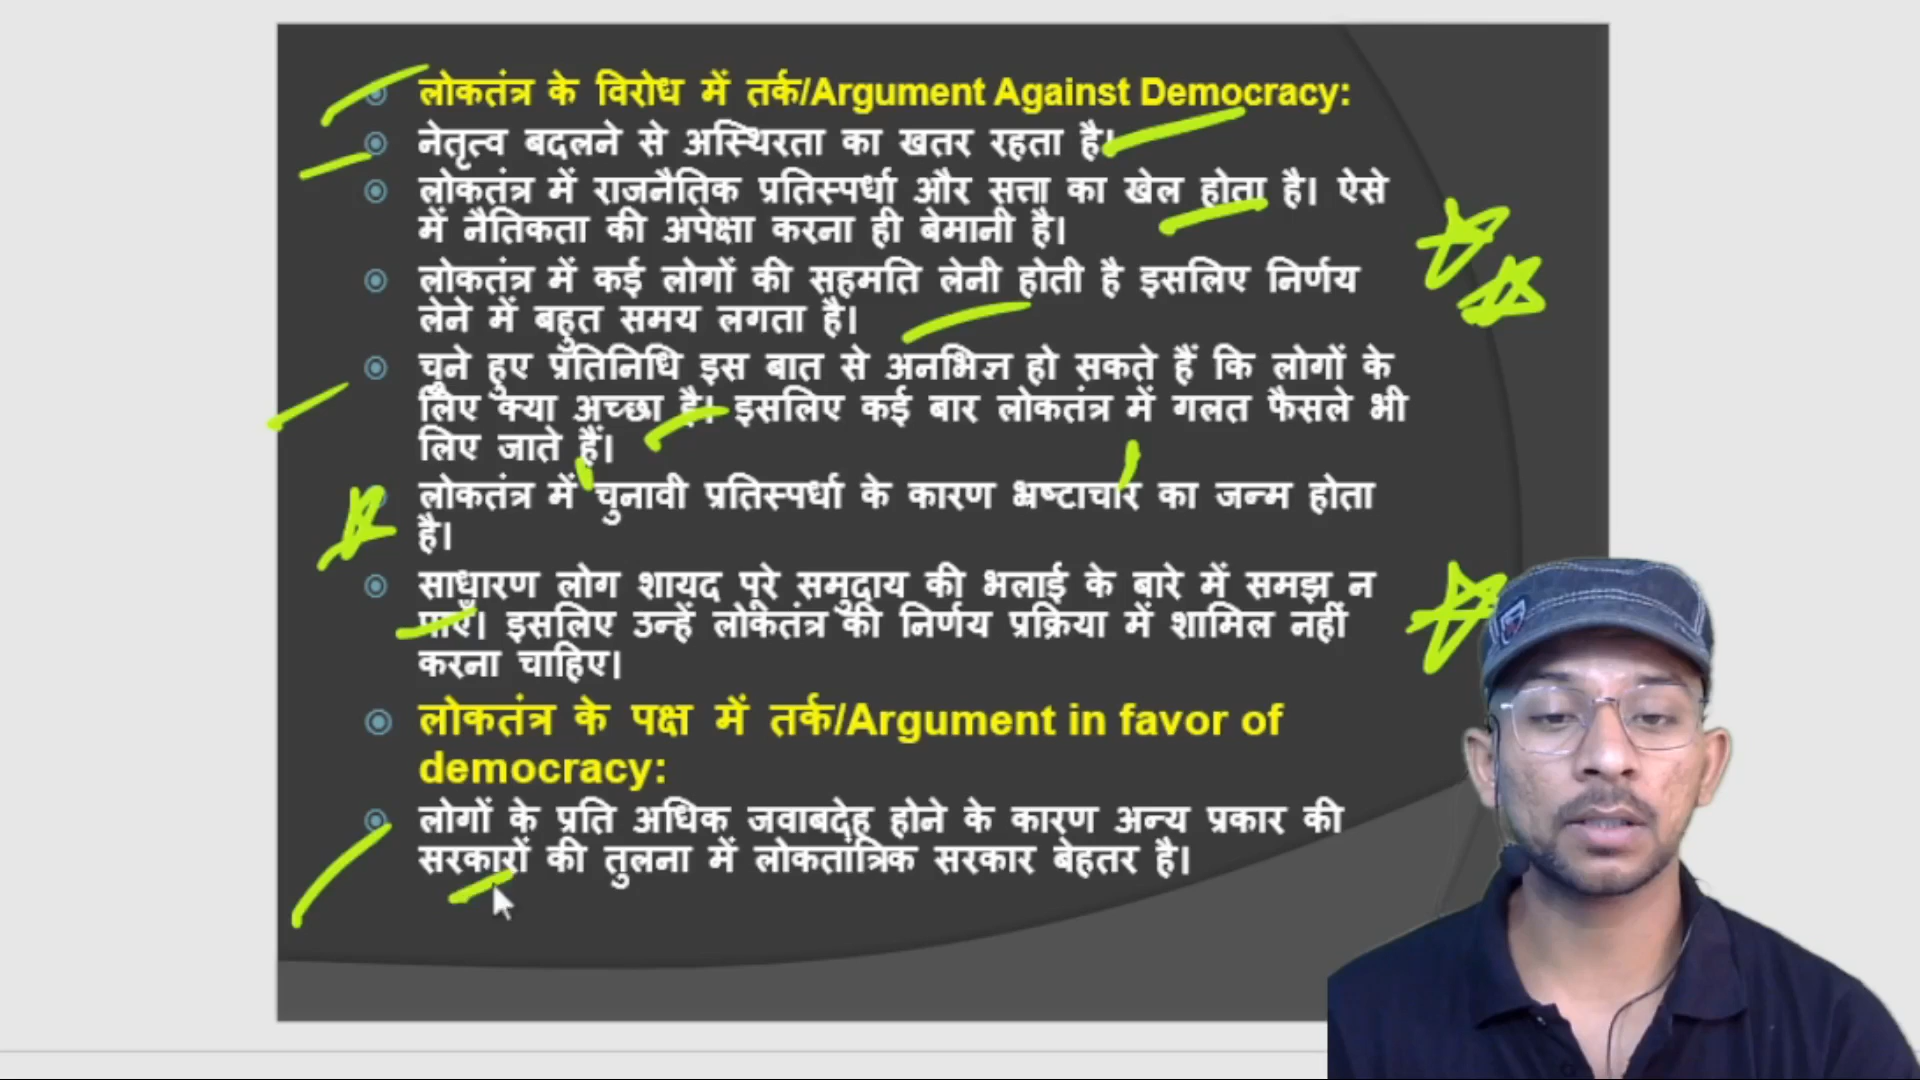 लोकतंत्र के विरोध में तर्क/Argument Against Democracy:
नेतृत्व बदलने से अस्थिरता का खतर रहता है।
लोकतंत्र में राजनैतिक प्रतिस्पर्धा और सत्ता का खेल होता है। ऐसे
में नैतिकता की अपेक्षा करना ही बेमानी है।
लोकतंत्र में कई लोगों की सहमति लेनी होती है इसलिए निर्णय
लेने में बहुत समय लगता है।
चुने हुए प्रतिनिधि इस बात से अनभिज्ञ हो सकते हैं कि लोगों के
लिए क्या अच्छा है। इसलिए कई बार लोकतंत्र में गलत फैसले भी
लिए जाते हैं।
लोकतंत्र में चुनावी प्रतिस्पर्धा के कारण भ्रष्टाचार का जन्म होता
है।
साधारण लोग शायद पूरे समुदाय की भलाई के बारे में समझ न
पाएँ। इसलिए उन्हें लोकतंत्र की निर्णय प्रक्रिया में शामिल नहीं
करना चाहिए।
लोकतंत्र के पक्ष में तर्क/Argument in favor of
democracy:
लोगों के प्रति अधिक जवाबदेह होने के कारण अन्य प्रकार की
सरकारों की तुलना में लोकतांत्रिक सरकार बेहतर है।